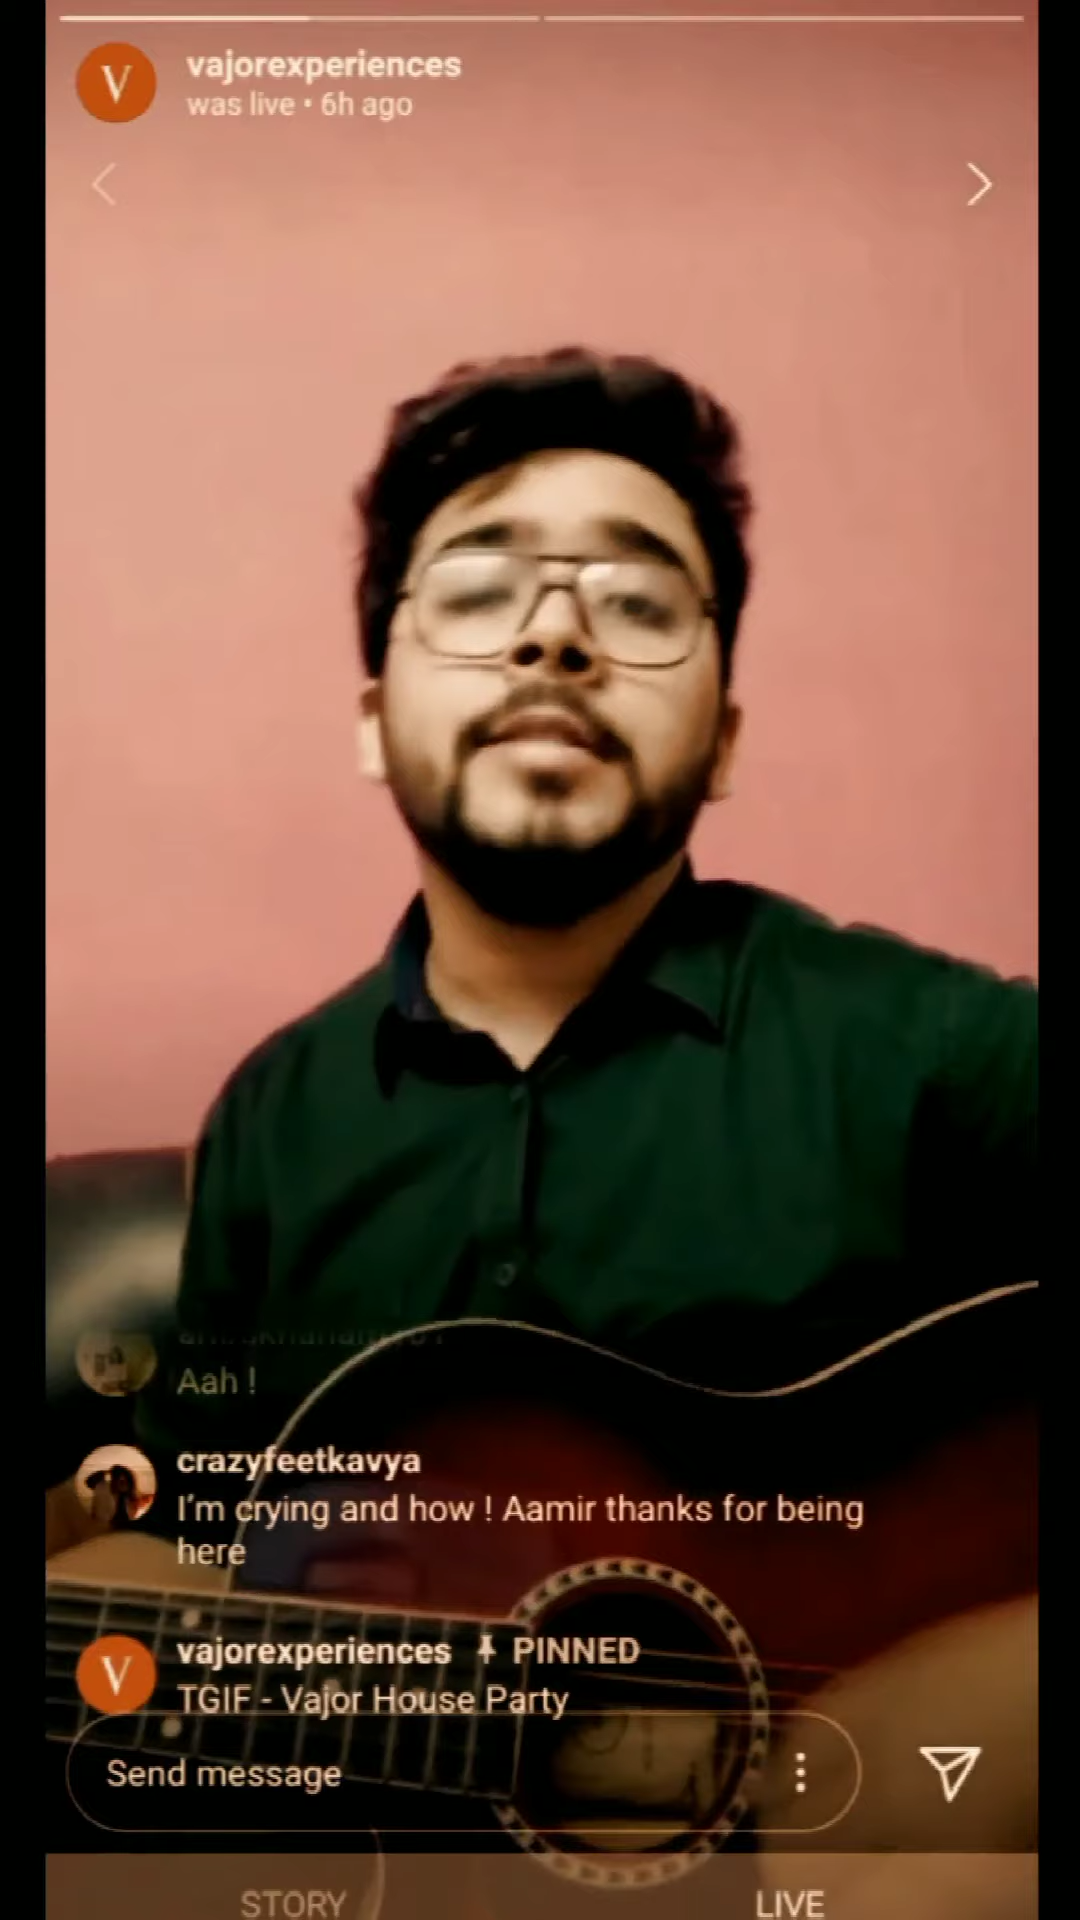 vajorexperiences
was live • 6h ago
Aah !
crazyfeetkavya
I'm crying and how ! Aamir thanks for being
here
vajorexperiences PINNED
TGIF - Vajor House Party
Send message
STORY LIVE